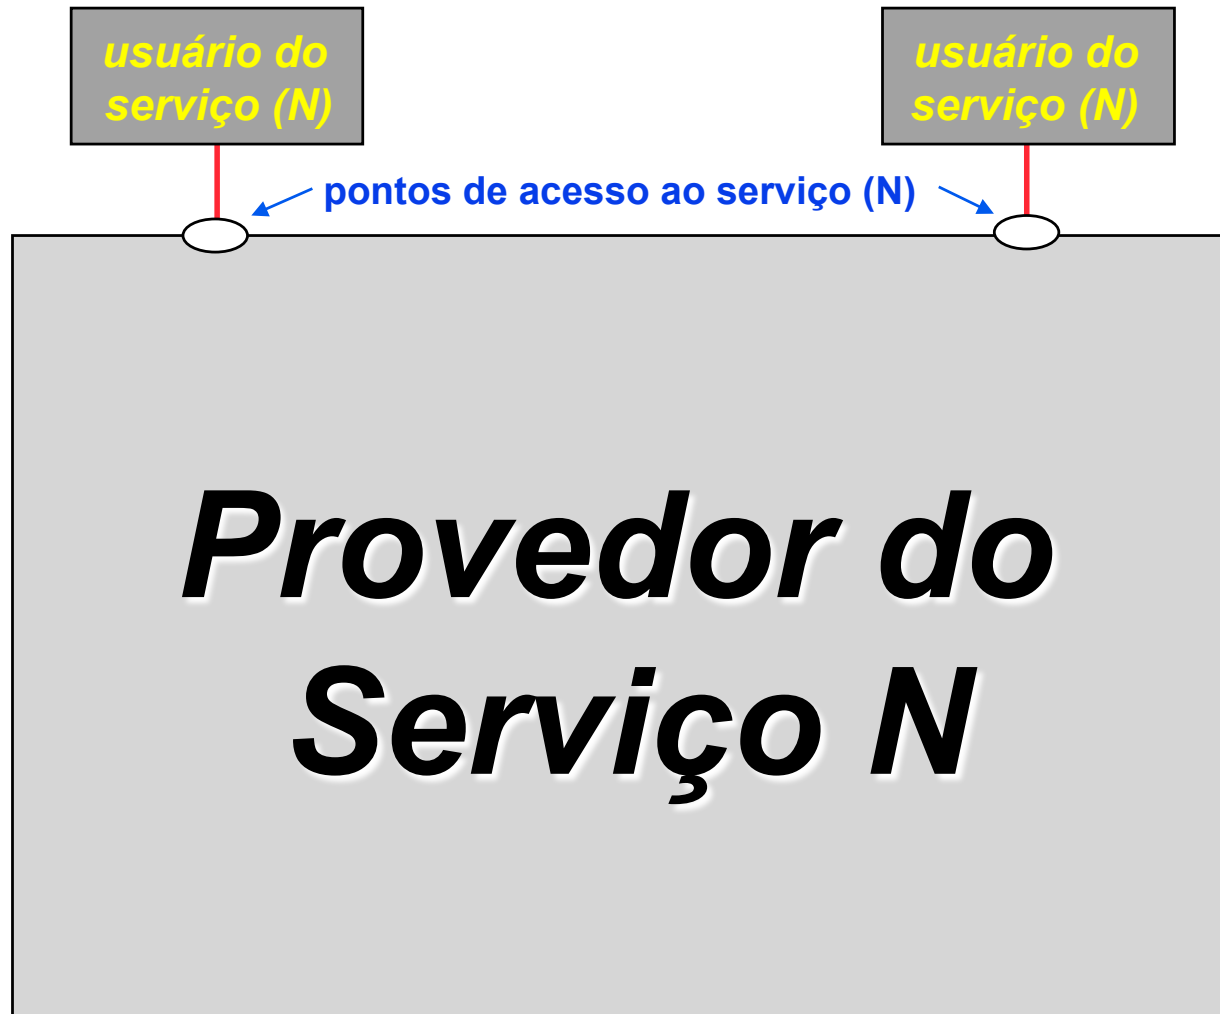 usuário do
serviço (N)
usuário do
serviço (N)
pontos de acesso ao serviço (N)
Provedor do
Serviço N